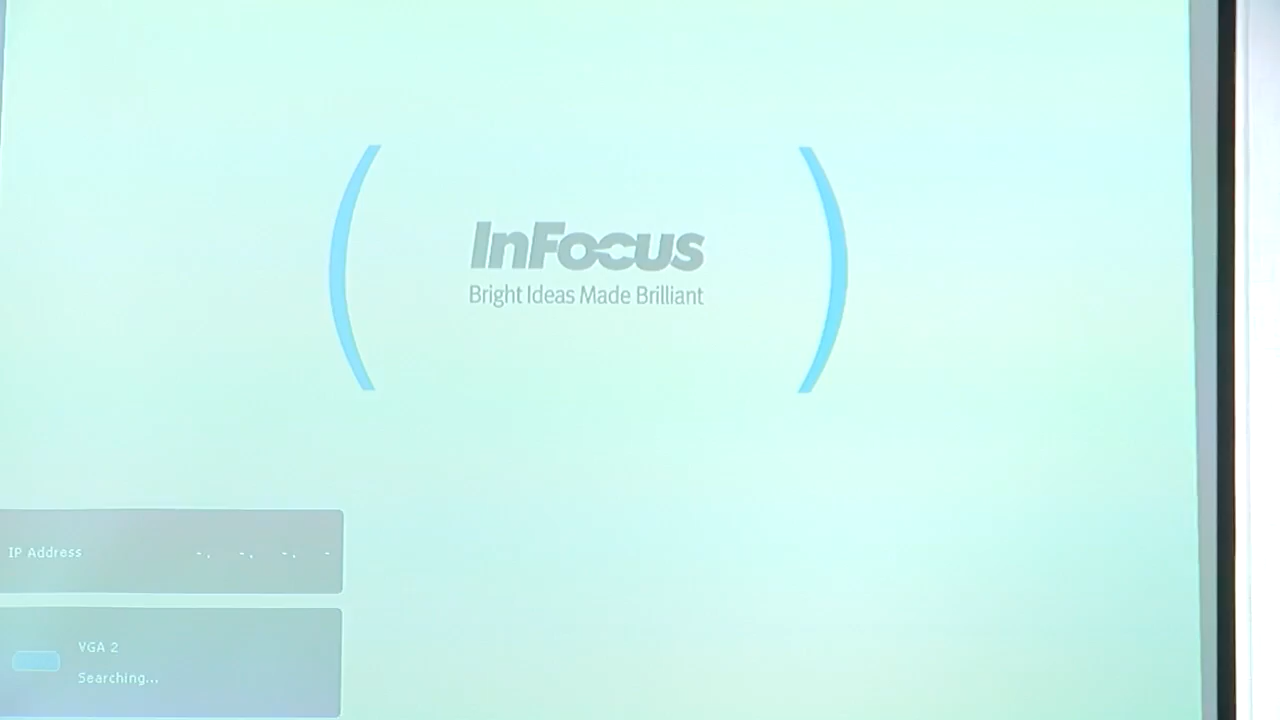 InFocus
Bright Ideas Made Brilliant
IP Address -. -. -. -
VGA 2
Searching...